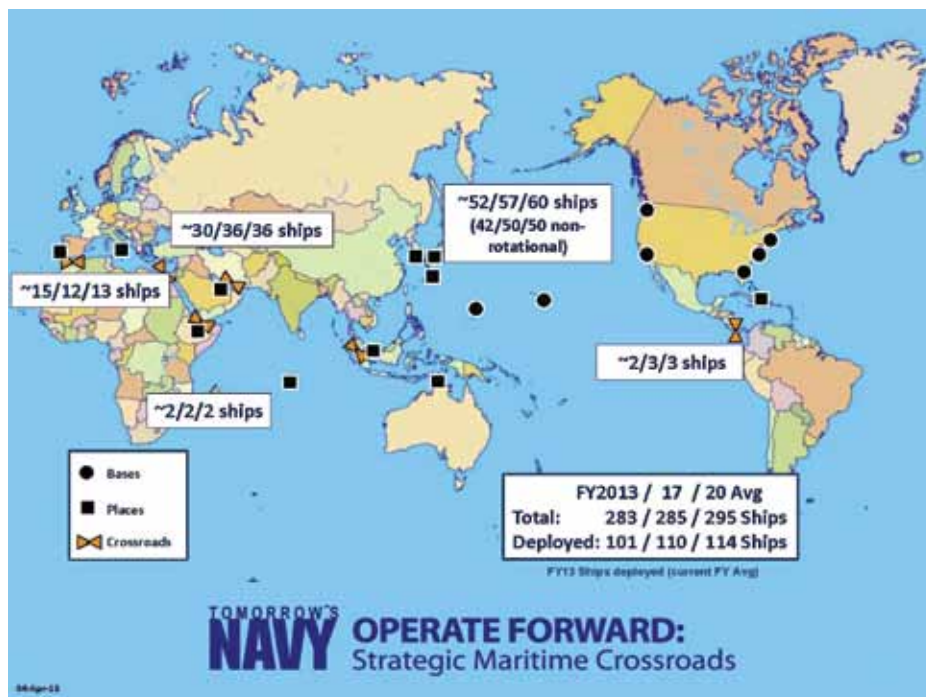 ~52/57/60 ships
(42/50/50 non-
rotational)
~30/36/36 ships
~15/12/13 ships
~2/3/3 ships
~2/2/2 ships
Bases
Places
Crossroads
FY2013 / 17 / 20 Avg
Total: 283 / 285 / 295 Ships
Deployed: 101 / 110 / 114 Ships
FY13 Ships deployed (current FY Avg)
TOMORROW'S
NAVY
OPERATE FORWARD:
Strategic Maritime Crossroads